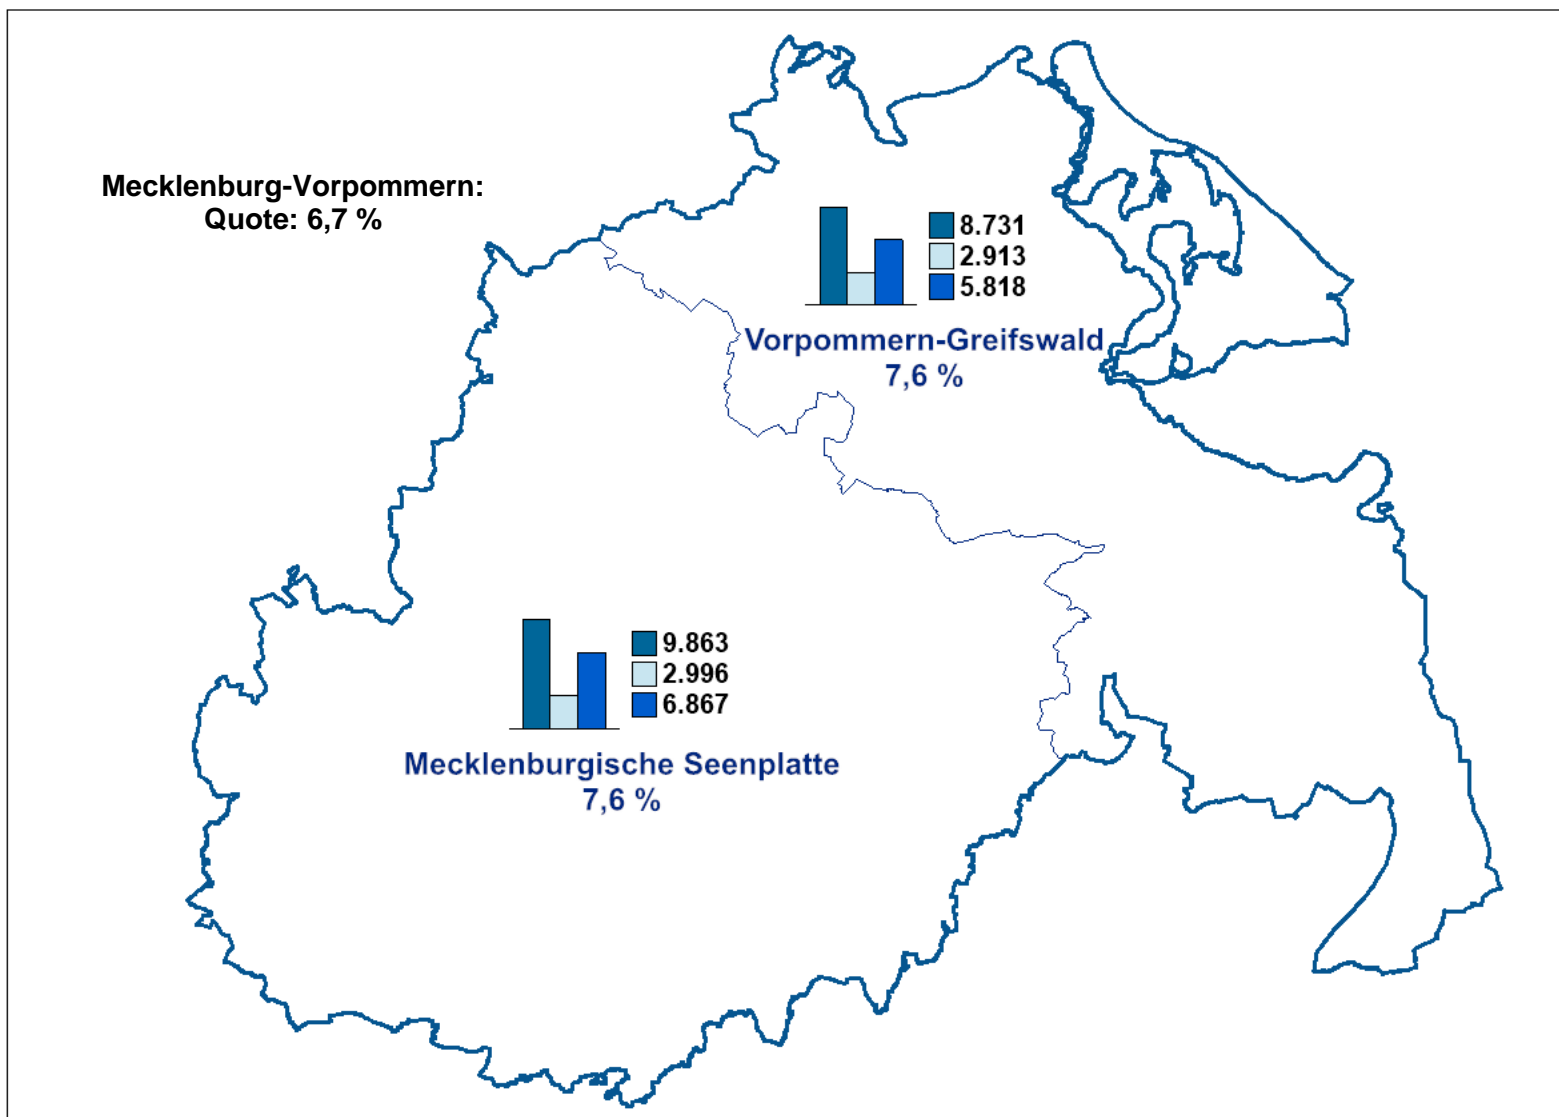 Mecklenburg-Vorpommern:
Quote: 6,7 %
8.731
2.913
5.818
Vorpommern-Greifswald
7,6 %
9.863
2.996
6.867
Mecklenburgische Seenplatte
7,6 %